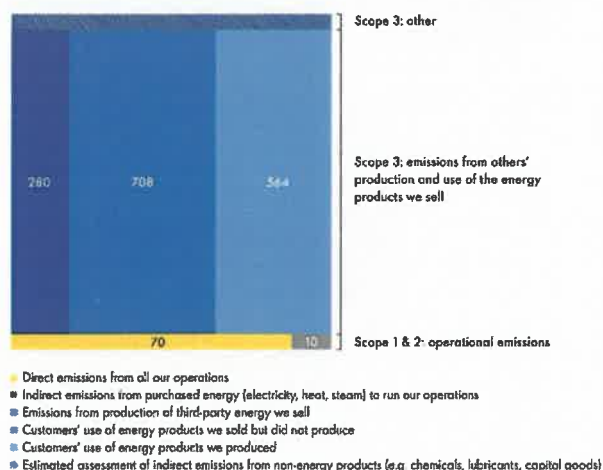 Scope 3: other
Scope 3: emissions from others'
production and use of the energy
products we sell
280
708
564
70
10
Scope 1 & 2: operational emissions
Direct emissions from all our operations
Indirect emissions from purchased energy (electricity, heat, steam) to run our operations
Emissions from production of third-party energy we sell
Customers' use of energy products we sold but did not produce
Customers' use of energy products we produced
Estimated assessment of indirect emissions from non-energy products (e.g. chemicals, lubricants, capital goods)